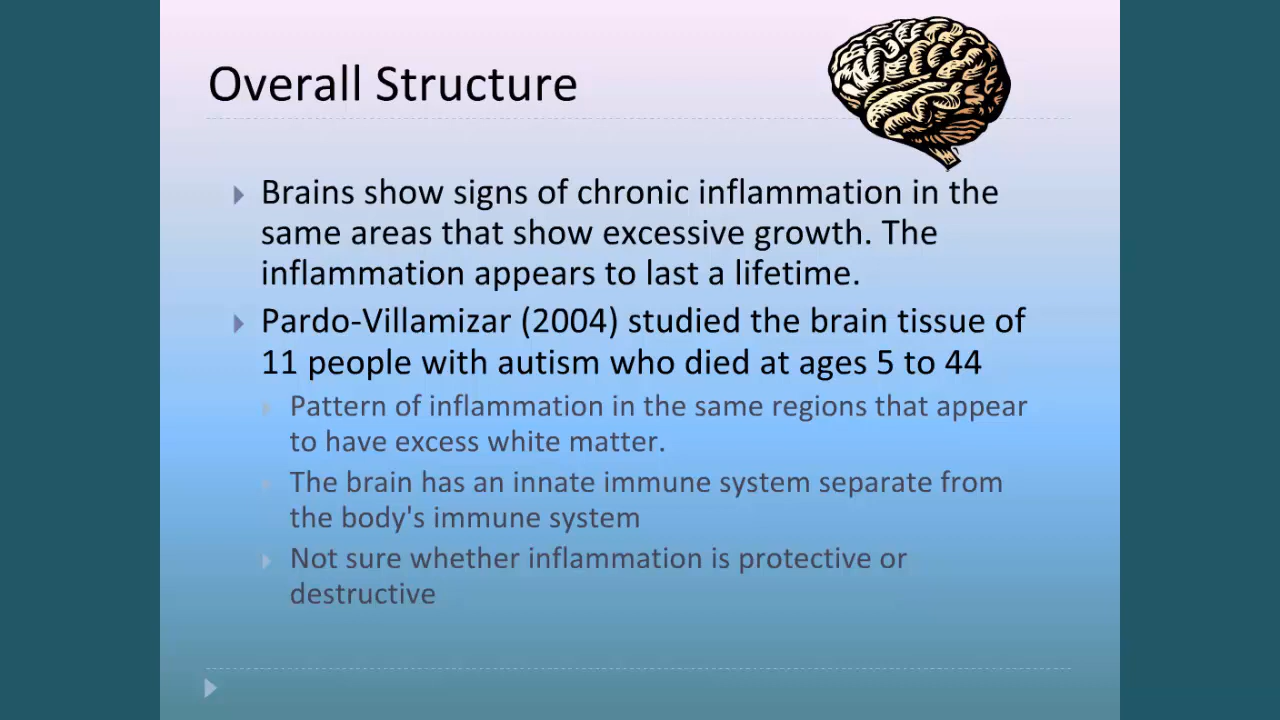 Overall Structure
Brains show signs of chronic inflammation in the
same areas that show excessive growth. The
inflammation appears to last a lifetime.
Pardo-Villamizar (2004) studied the brain tissue of
11 people with autism who died at ages 5 to 44
Pattern of inflammation in the same regions that appear
to have excess white matter.
The brain has an innate immune system separate from
the body's immune system
Not sure whether inflammation is protective or
destructive